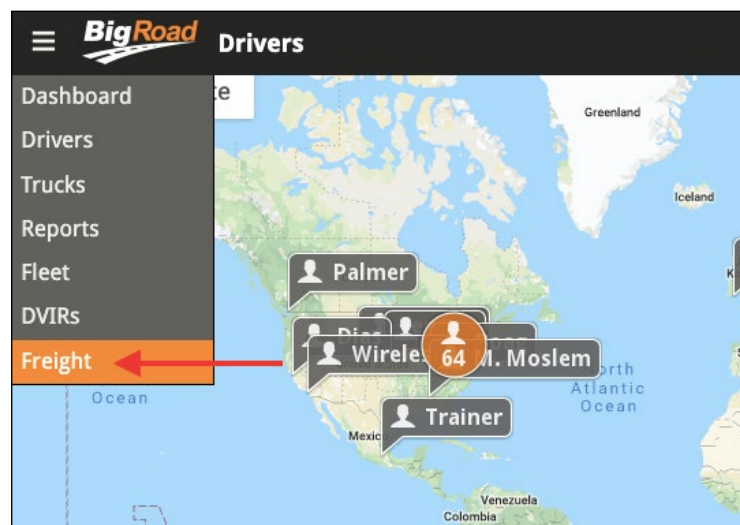 BigRoad Drivers
Dashboard
Drivers
Trucks
Reports
Fleet
DVIRs
Freight
Greenland
Iceland
Palmer
64
M. Moslem
Atlantic
Ocean
Ocean
Trainer
Venezuela
Colombia